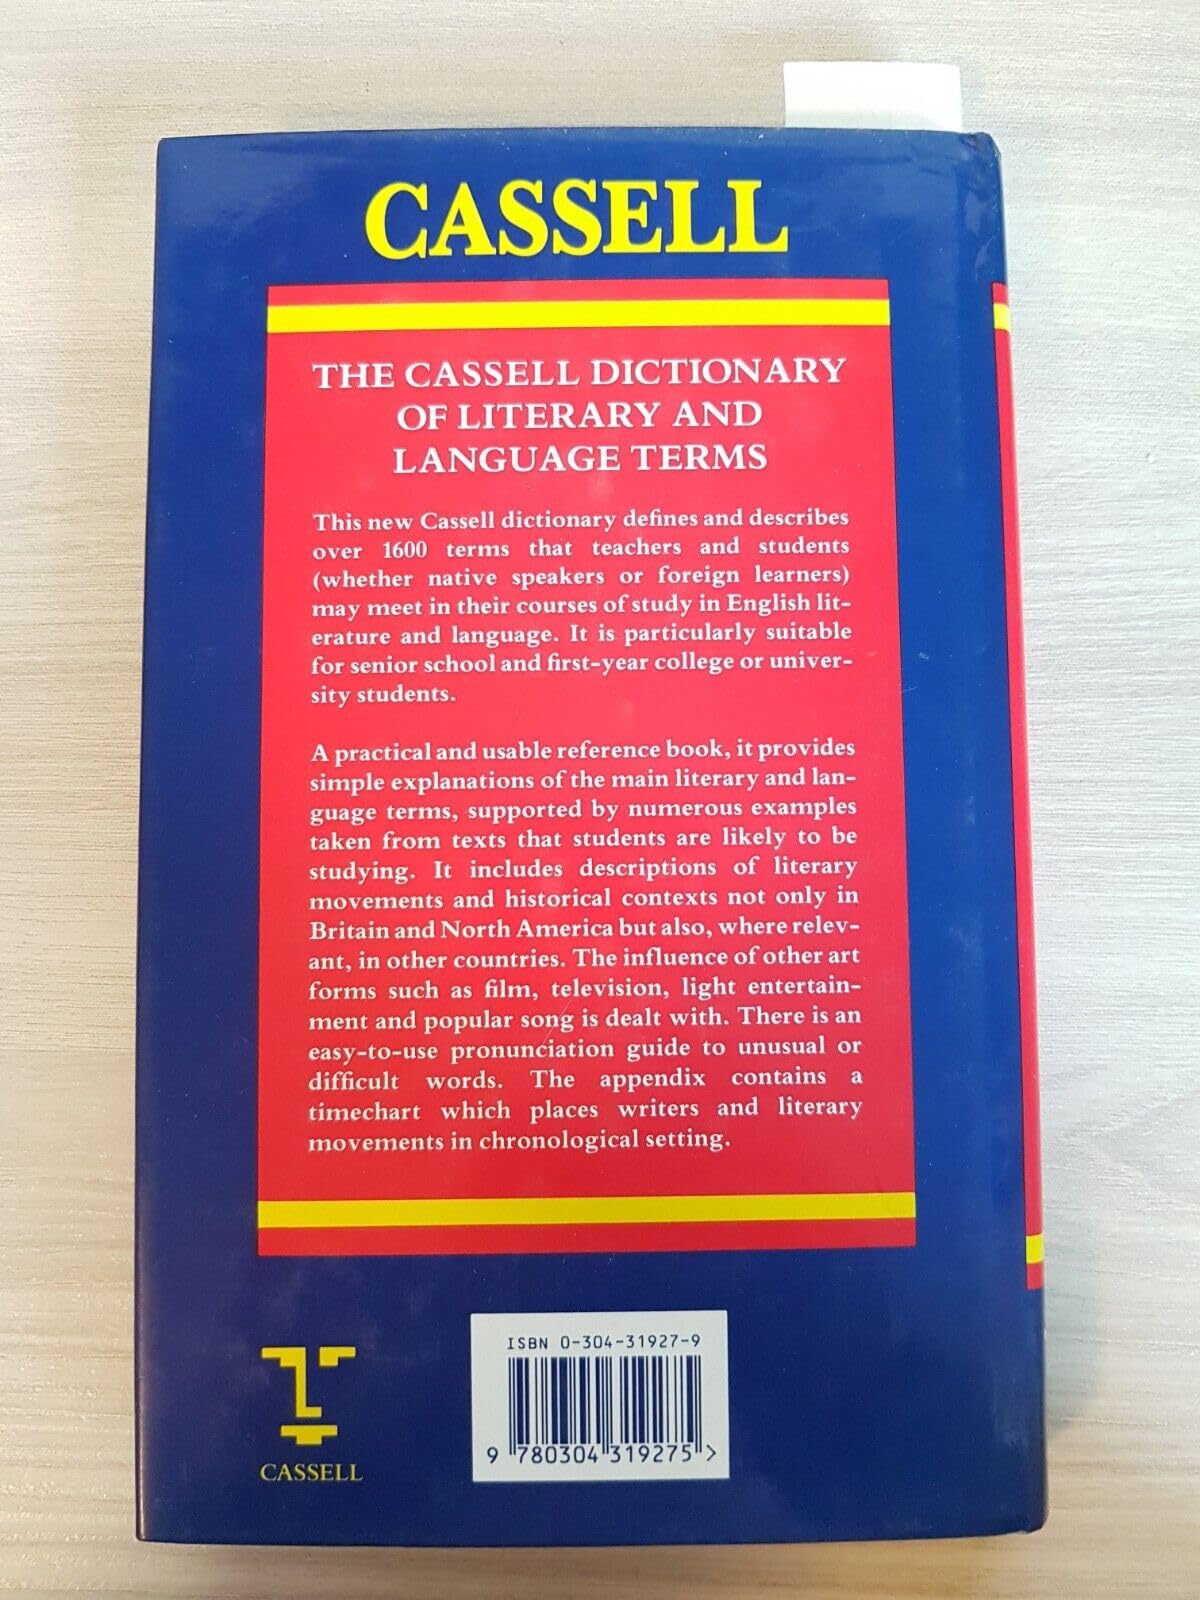 CASSELL
THE CASSELL DICTIONARY
OF LITERARY AND
LANGUAGE TERMS
This new Cassell dictionary defines and describes
over 1600 terms that teachers and students
(whether native speakers or foreign learners)
may meet in their courses of study in English lit-
erature and language. It is particularly suitable
for senior school and first-year college or univer-
sity students.
A practical and usable reference book, it provides
simple explanations of the main literary and lan-
guage terms, supported by numerous examples
taken from texts that students are likely to be
studying. It includes descriptions of literary
movements and historical contexts not only in
Britain and North America but also, where relev-
ant, in other countries. The influence of other art
forms such as film, television, light entertain-
ment and popular song is dealt with. There is an
easy-to-use pronunciation guide to unusual or
difficult words. The appendix contains a
timechart which places writers and literary
movements in chronological setting.
ISBN 0-304-31927-9
9 780304 319275 >
CASSELL